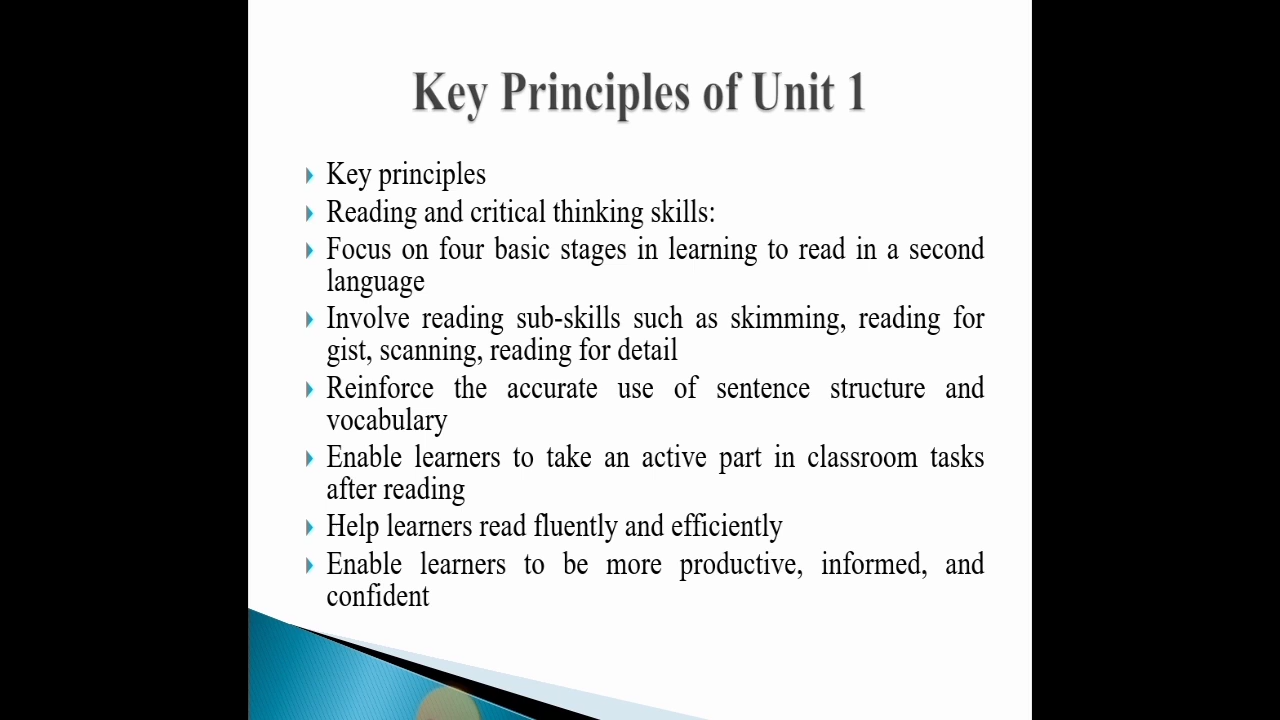 Key Principles of Unit 1
Key principles
Reading and critical thinking skills:
Focus on four basic stages in learning to read in a second
language
Involve reading sub-skills such as skimming, reading for
gist, scanning, reading for detail
Reinforce the accurate use of sentence structure and
vocabulary
Enable learners to take an active part in classroom tasks
after reading
Help learners read fluently and efficiently
Enable learners to be more productive, informed, and
confident